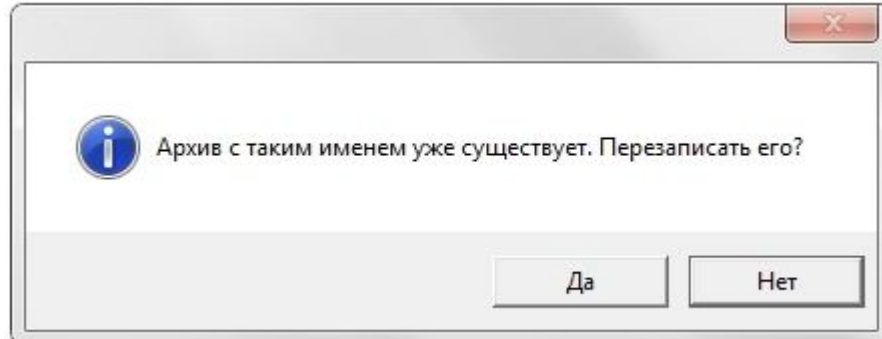 Архив с таким именем уже существует. Перезаписать его?
Да
Нет